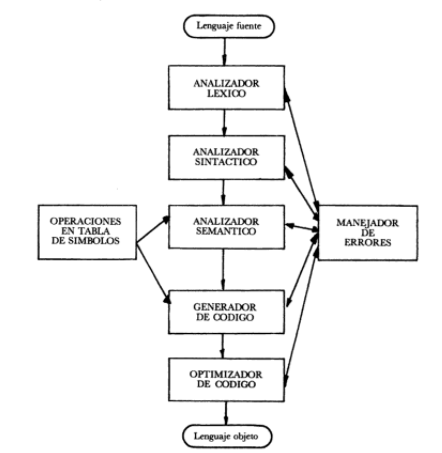 Lenguaje fuente
ANALIZADOR
LEXICO
ANALIZADOR
SINTACTICO
OPERACIONES
EN TABLA
DE SIMBOLOS
ANALIZADOR
SEMANTICO
MANEJADOR
DE
ERRORES
GENERADOR
DE CODIGO
OPTIMIZADOR
DE CODIGO
Lenguaje objeto